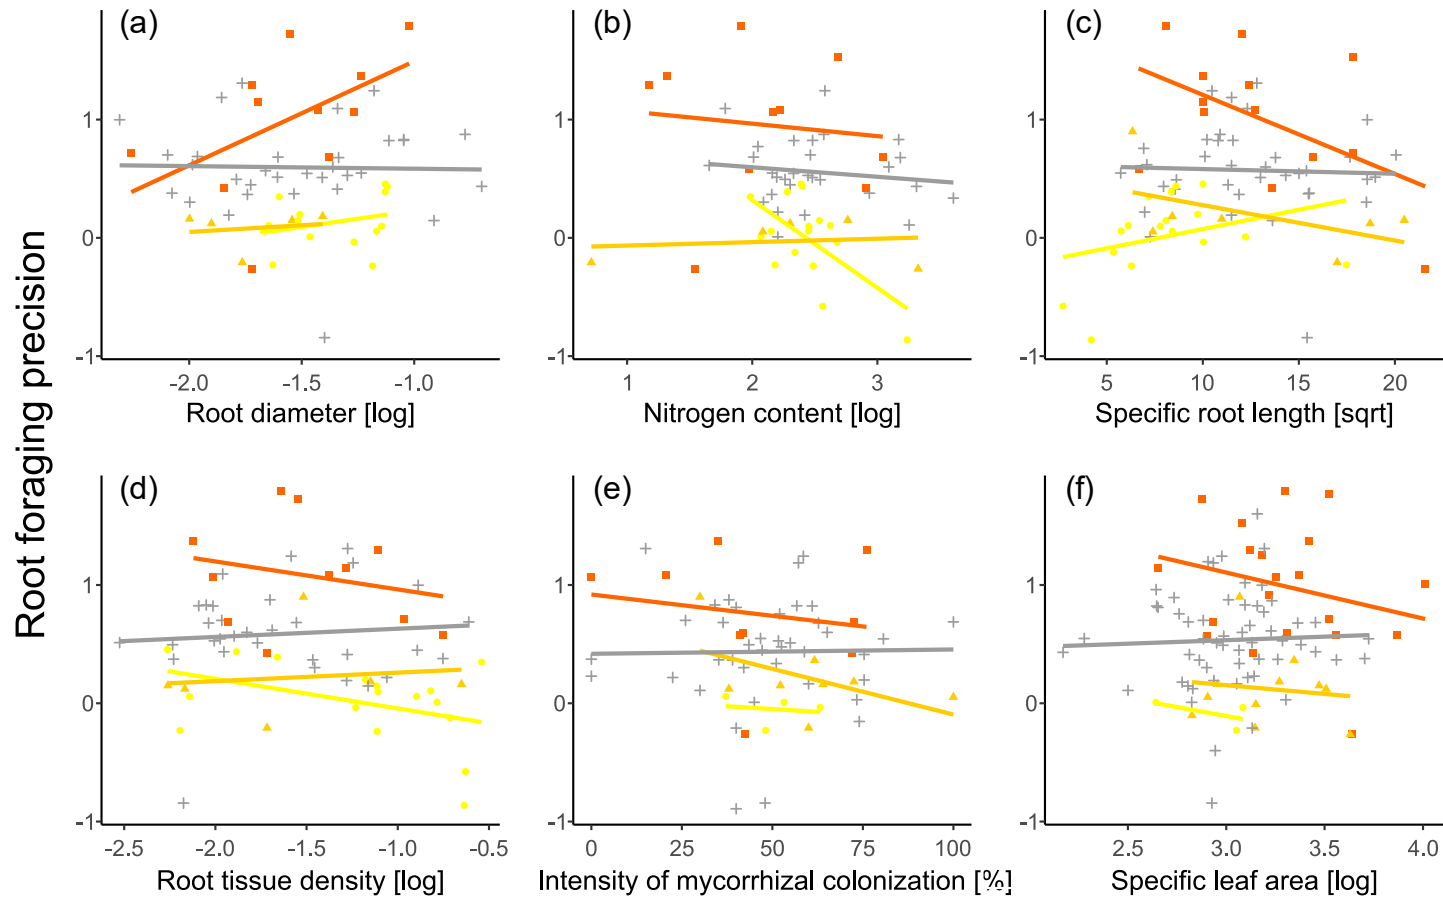 Root foraging precision
(a)
(b)
(c)
1
0
-1
1
0
-1
1
0
-1
-2.0 -1.5 -1.0
1 2 3
5 10 15 20
Root diameter [log]
Nitrogen content [log]
Specific root length [sqrt]
(d)
(e)
(f)
1
0
-1
1
0
-1
1
0
-1
-2.5 -2.0 -1.5 -1.0 -0.5
0 25 50 75 100
2.5 3.0 3.5 4.0
Root tissue density [log]
Intensity of mycorrhizal colonization [%]
Specific leaf area [log]